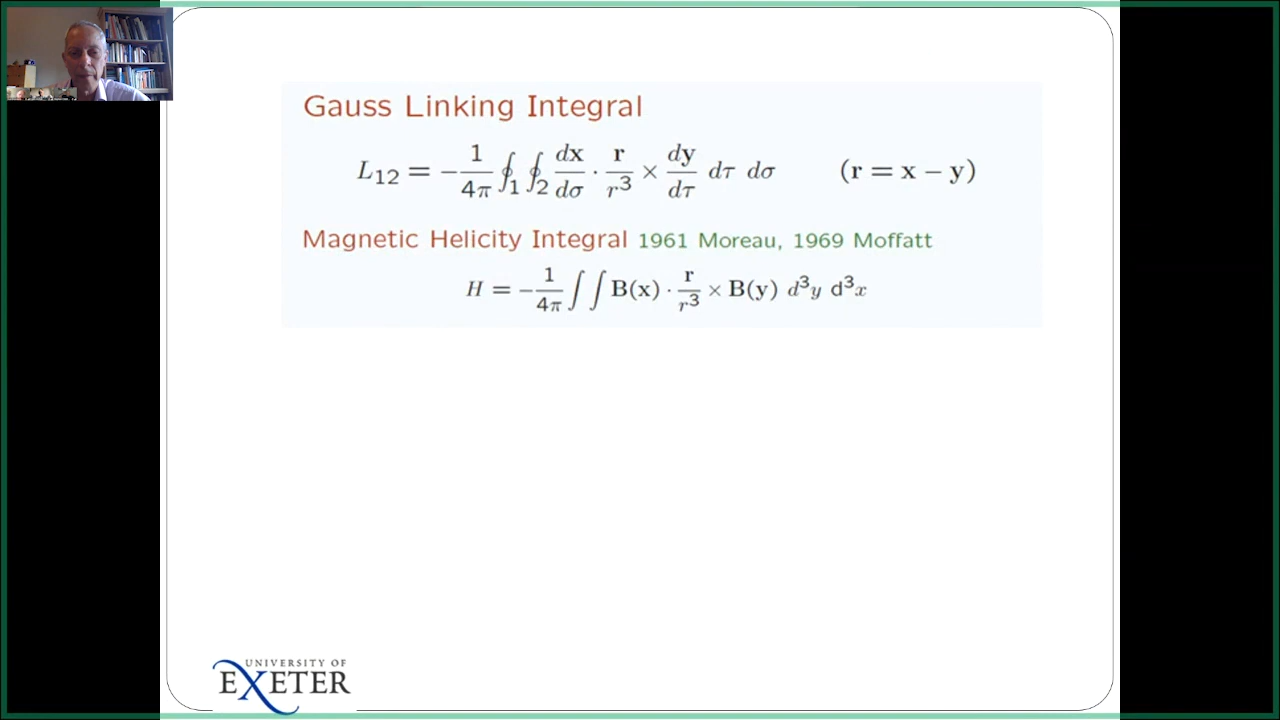 Gauss Linking Integral
L₁₂ = −1/4π ∮₁ ∮₂ d𝐱/dσ · 𝐫/r³ × d𝐲/dτ dτ dσ (𝐫 = 𝐱 − 𝐲)
Magnetic Helicity Integral 1961 Moreau, 1969 Moffatt
H = −1/4π ∫ ∫ 𝐁(𝐱) · 𝐫/r³ × 𝐁(𝐲) d³y d³x
UNIVERSITY OF
EXETER